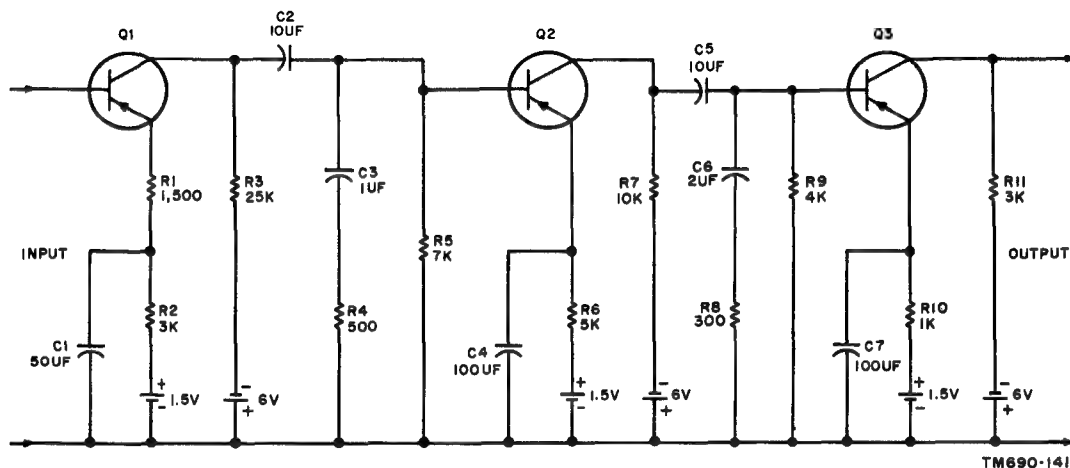 Q1
C2
10UF
Q2
C5
10UF
Q3
R1
1,500
R3
25K
C3
1UF
R5
7K
R7
10K
C6
2UF
R9
4K
R11
3K
INPUT
OUTPUT
R2
3K
C1
50UF
R4
500
R6
5K
C4
100UF
R8
300
R10
1K
C7
100UF
+
-
1.5V
-
+
6V
+
-
1.5V
-
+
6V
+
-
1.5V
-
+
6V
TM690-141